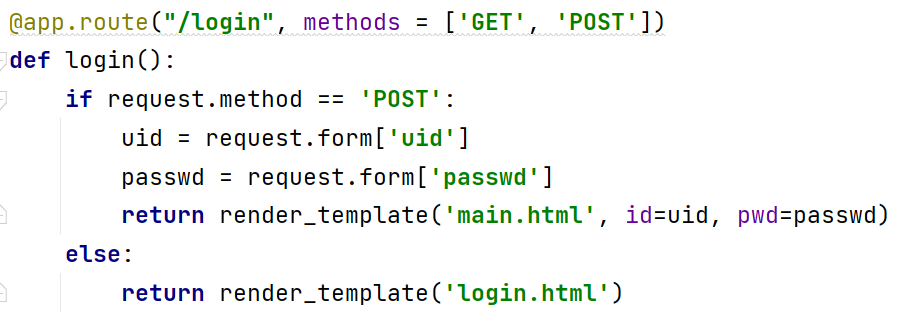 @app.route("/login", methods = ['GET', 'POST'])
def login():
    if request.method == 'POST':
        uid = request.form['uid']
        passwd = request.form['passwd']
        return render_template('main.html', id=uid, pwd=passwd)
    else:
        return render_template('login.html')